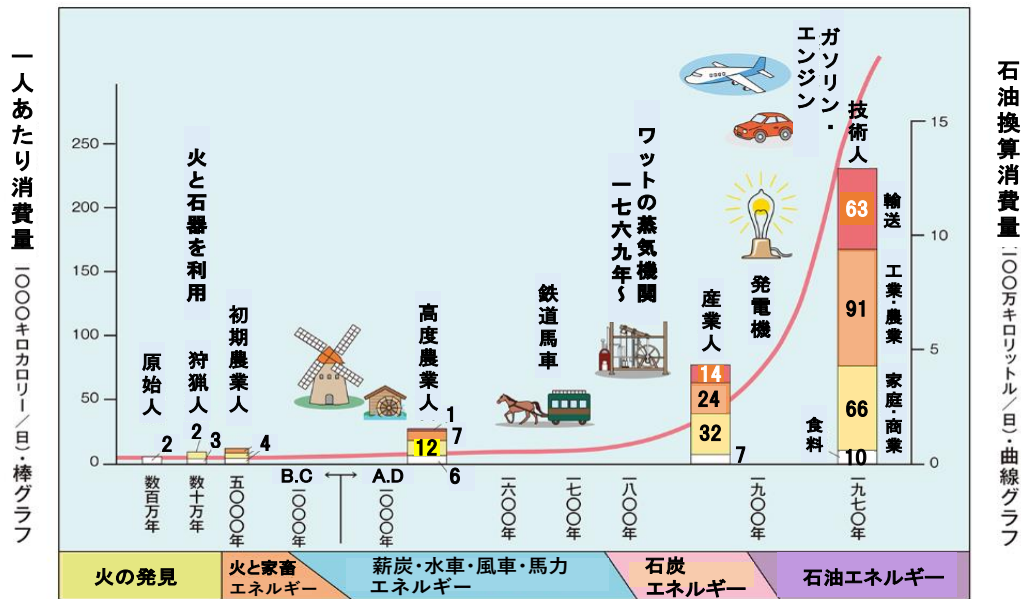 一人あたり消費量 一〇〇〇キロカロリー／日）・棒グラフ
250
200
150
100
50
0
原始人
2
狩猟人
火と石器を利用
2
3
初期農業人
4
高度農業人
1
7
12
6
鉄道馬車
ワットの蒸気機関
一七六九年～
産業人
14
24
32
7
発電機
ガソリン・
エンジン
技術人
63
91
66
10
輸送
工業・農業
家庭・商業
食料
15
10
5
0
石油換算消費量 一〇〇万キロリットル／日）・曲線グラフ
数百万年
数十万年
五〇〇〇年
B.C
一〇〇〇年
A.D
一〇〇〇年
一六〇〇年
一七〇〇年
一八〇〇年
一九〇〇年
一九七〇年
火の発見
火と家畜
エネルギー
薪炭・水車・風車・馬力
エネルギー
石炭
エネルギー
石油エネルギー